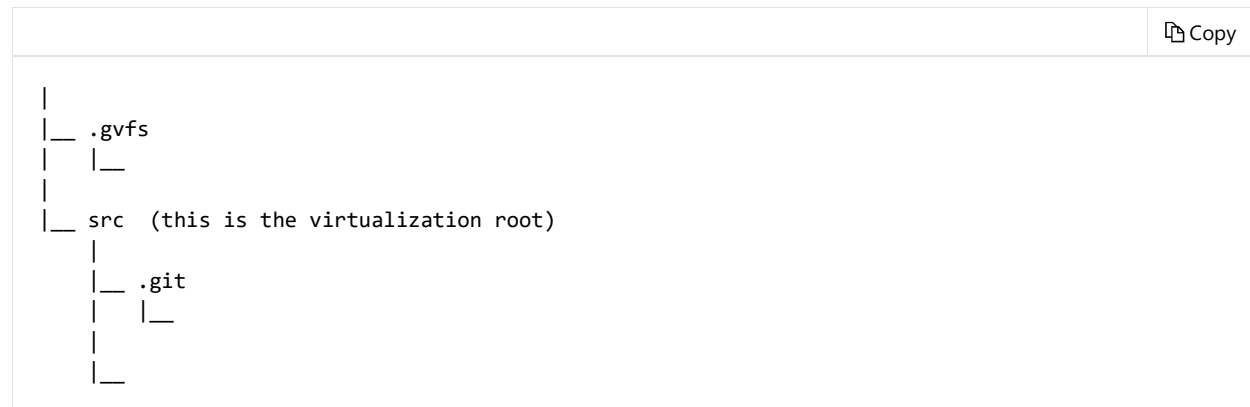 Copy
|
|__ .gvfs
|   |__
|
|__ src  (this is the virtualization root)
    |
    |__ .git
    |   |__
    |
    |__